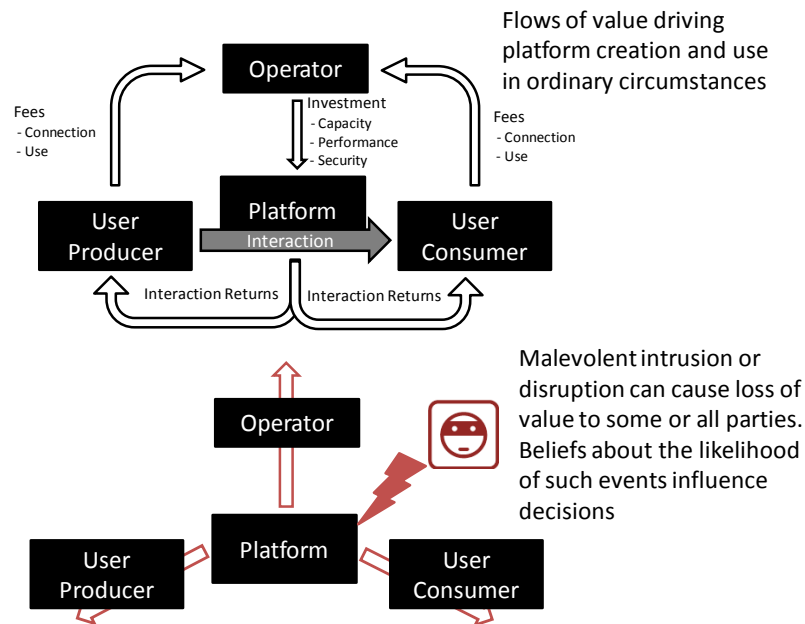 Flows of value driving
platform creation and use
in ordinary circumstances
Operator
Fees
- Connection
- Use
Investment
- Capacity
- Performance
- Security
Fees
- Connection
- Use
User
Producer
Platform
Interaction
User
Consumer
Interaction Returns
Interaction Returns
Malevolent intrusion or
disruption can cause loss of
value to some or all parties.
Beliefs about the likelihood
of such events influence
decisions
Operator
Platform
User
Producer
User
Consumer